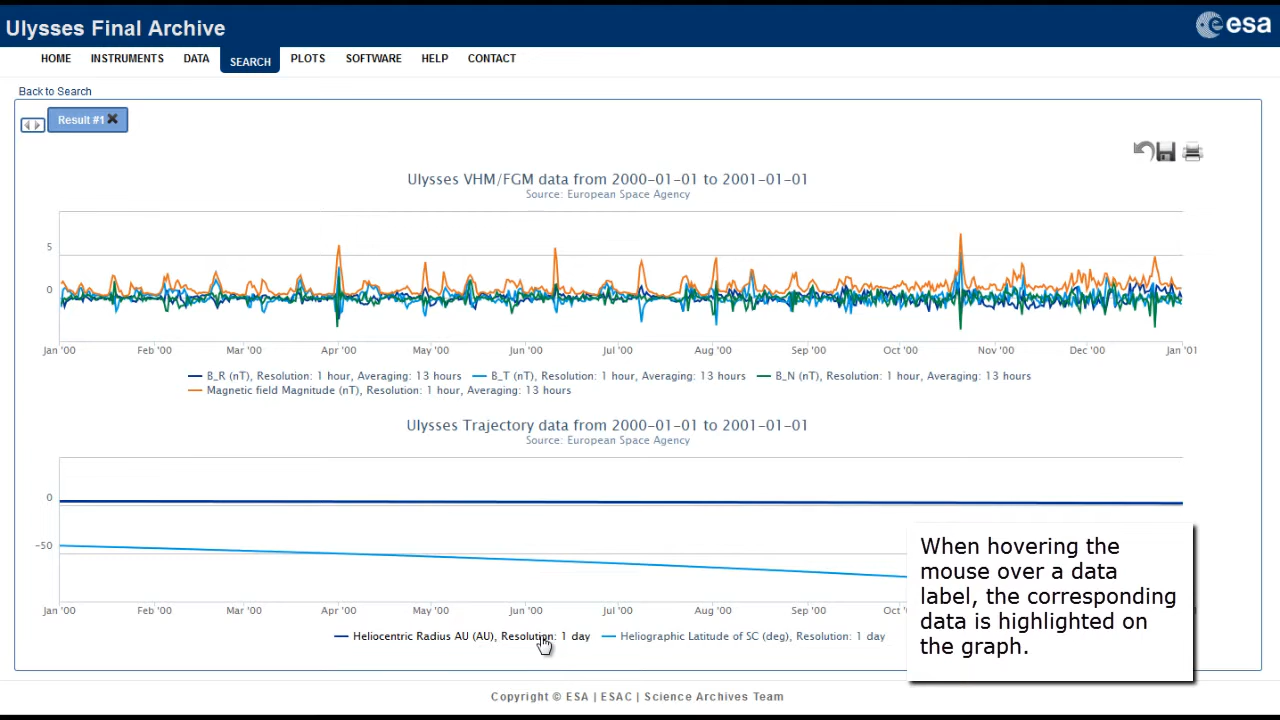 Ulysses Final Archive
esa
HOME INSTRUMENTS DATA SEARCH PLOTS SOFTWARE HELP CONTACT
Back to Search
Result #1
Ulysses VHM/FGM data from 2000-01-01 to 2001-01-01
Source: European Space Agency
5
0
Jan '00 Feb '00 Mar '00 Apr '00 May '00 Jun '00 Jul '00 Aug '00 Sep '00 Oct '00 Nov '00 Dec '00 Jan '01
B_R (nT), Resolution: 1 hour, Averaging: 13 hours B_T (nT), Resolution: 1 hour, Averaging: 13 hours B_N (nT), Resolution: 1 hour, Averaging: 13 hours
Magnetic field Magnitude (nT), Resolution: 1 hour, Averaging: 13 hours
Ulysses Trajectory data from 2000-01-01 to 2001-01-01
Source: European Space Agency
0
−50
Jan '00 Feb '00 Mar '00 Apr '00 May '00 Jun '00 Jul '00 Aug '00 Sep '00 Oct
Heliocentric Radius AU (AU), Resolution: 1 day Heliographic Latitude of SC (deg), Resolution: 1 day
When hovering the
mouse over a data
label, the corresponding
data is highlighted on
the graph.
Copyright © ESA | ESAC | Science Archives Team